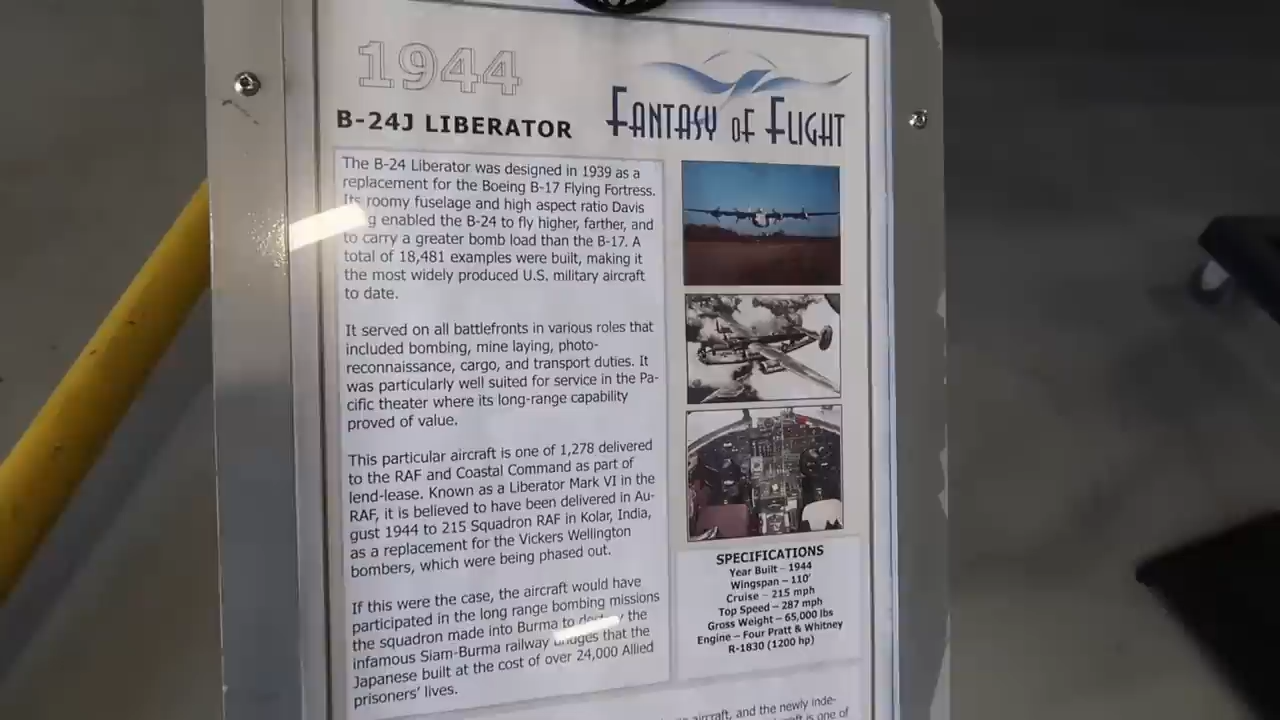 1944
B-24J LIBERATOR
FANTASY OF FLIGHT
The B-24 Liberator was designed in 1939 as a
replacement for the Boeing B-17 Flying Fortress.
Its roomy fuselage and high aspect ratio Davis
enabled the B-24 to fly higher, farther, and
to carry a greater bomb load than the B-17. A
total of 18,481 examples were built, making it
the most widely produced U.S. military aircraft
to date.
It served on all battlefronts in various roles that
included bombing, mine laying, photo-
reconnaissance, cargo, and transport duties. It
was particularly well suited for service in the Pa-
cific theater where its long-range capability
proved of value.
This particular aircraft is one of 1,278 delivered
to the RAF and Coastal Command as part of
lend-lease. Known as a Liberator Mark VI in the
RAF, it is believed to have been delivered in Au-
gust 1944 to 215 Squadron RAF in Kolar, India,
as a replacement for the Vickers Wellington
bombers, which were being phased out.
If this were the case, the aircraft would have
participated in the long range bombing missions
the squadron made into Burma to the
infamous Siam-Burma railway bridges that the
Japanese built at the cost of over 24,000 Allied
prisoners' lives.
SPECIFICATIONS
Year Built – 1944
Wingspan – 110'
Cruise – 215 mph
Top Speed – 287 mph
Gross Weight – 65,000 lbs
Engine – Four Pratt & Whitney
R-1830 (1200 hp)
aircraft, and the newly inde-
is one of